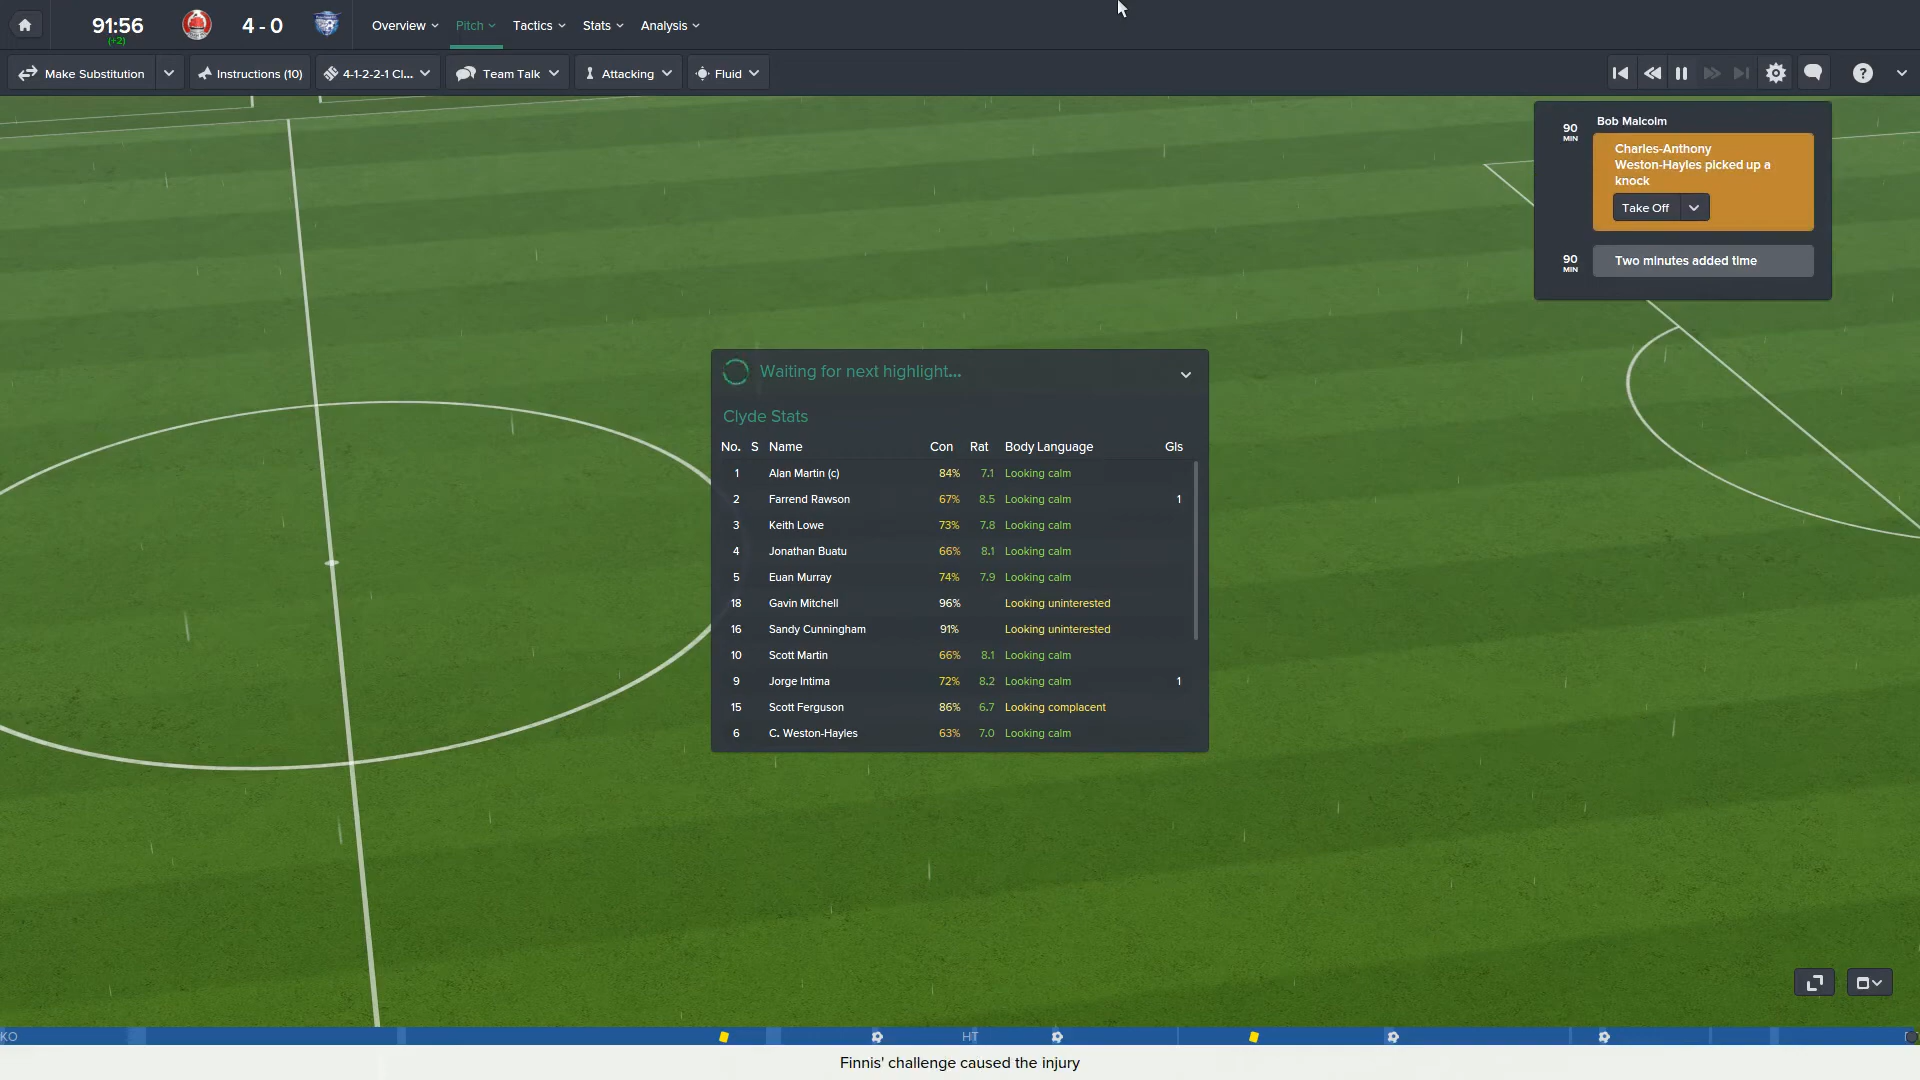 91:56
(+2)
4 - 0
Overview
Pitch
Tactics
Stats
Analysis
Make Substitution
Instructions (10)
4-1-2-2-1 Cl...
Team Talk
Attacking
Fluid
?
Bob Malcolm
90
MIN
Charles-Anthony
Weston-Hayles picked up a
knock
Take Off
90
MIN
Two minutes added time
Waiting for next highlight...
Clyde Stats
No. S Name Con Rat Body Language Gls
1 Alan Martin (c) 84% 7.1 Looking calm
2 Farrend Rawson 67% 8.5 Looking calm 1
3 Keith Lowe 73% 7.8 Looking calm
4 Jonathan Buatu 66% 8.1 Looking calm
5 Euan Murray 74% 7.9 Looking calm
18 Gavin Mitchell 96% Looking uninterested
16 Sandy Cunningham 91% Looking uninterested
10 Scott Martin 66% 8.1 Looking calm
9 Jorge Intima 72% 8.2 Looking calm 1
15 Scott Ferguson 86% 6.7 Looking complacent
6 C. Weston-Hayles 63% 7.0 Looking calm
KO
HT
Finnis' challenge caused the injury